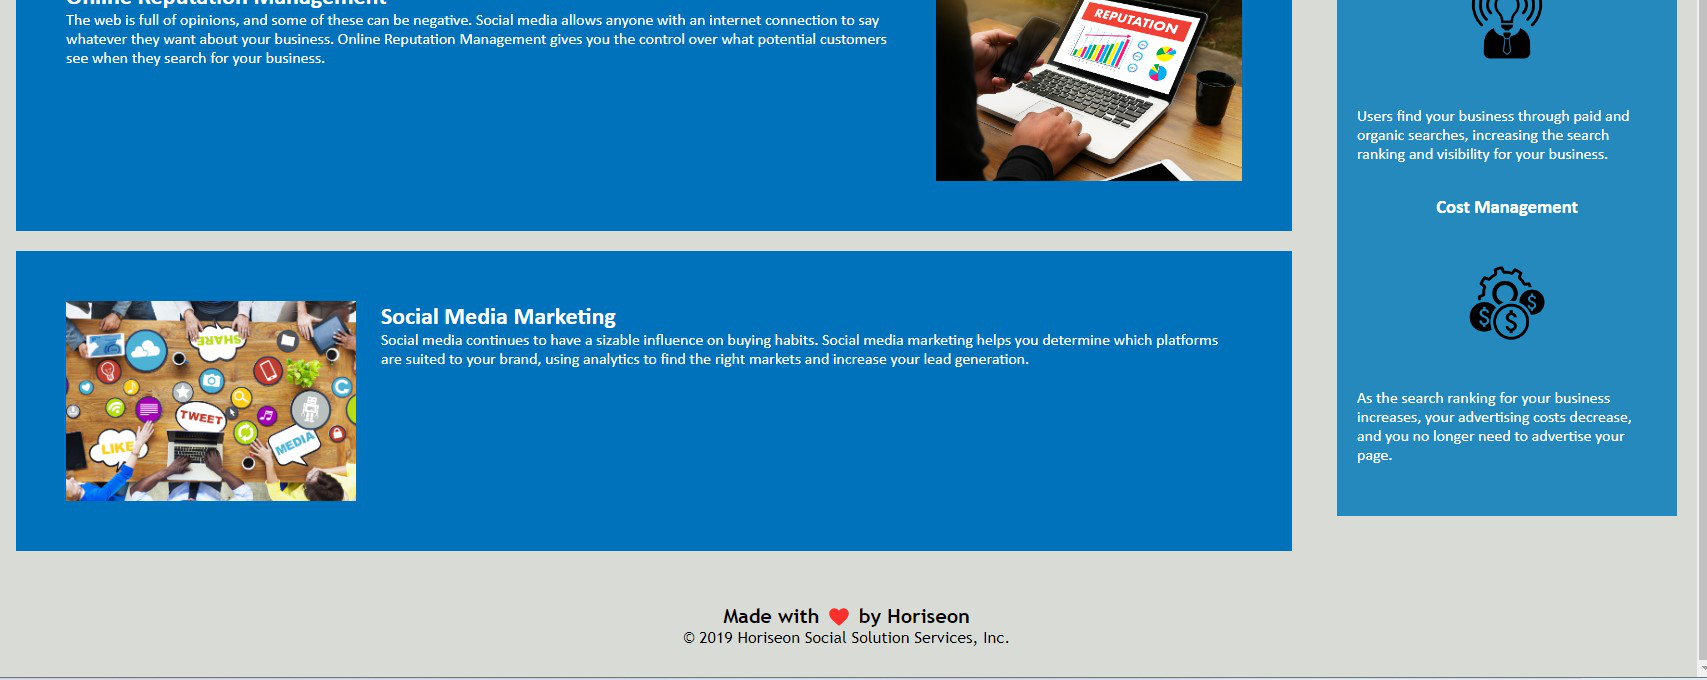 Online Reputation Management
The web is full of opinions, and some of these can be negative. Social media allows anyone with an internet connection to say
whatever they want about your business. Online Reputation Management gives you the control over what potential customers
see when they search for your business.
REPUTATION
Users find your business through paid and
organic searches, increasing the search
ranking and visibility for your business.
Cost Management
SHARE
TWEET
LIKE
MEDIA
Social Media Marketing
Social media continues to have a sizable influence on buying habits. Social media marketing helps you determine which platforms
are suited to your brand, using analytics to find the right markets and increase your lead generation.
As the search ranking for your business
increases, your advertising costs decrease,
and you no longer need to advertise your
page.
Made with ❤️ by Horiseon
© 2019 Horiseon Social Solution Services, Inc.